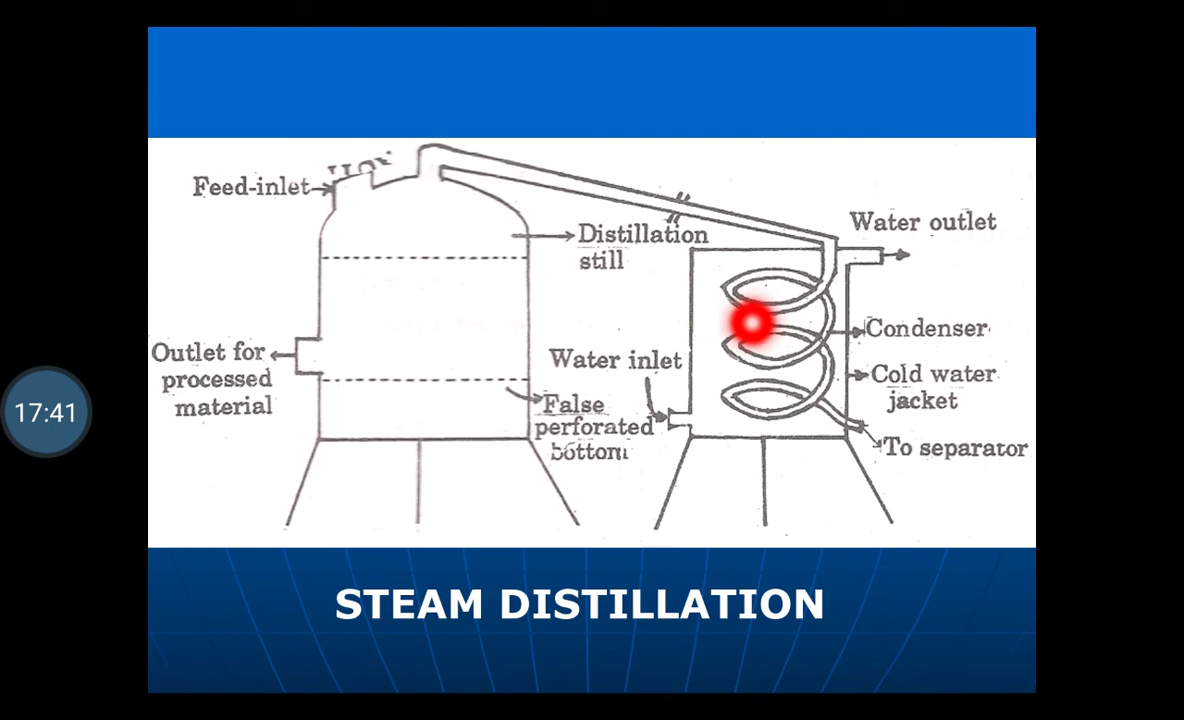 Feed-inlet
Distillation
still
Water outlet
Condenser
Cold water
jacket
To separator
Water inlet
Outlet for
processed
material
False
perforated
bottom
17:41
STEAM DISTILLATION